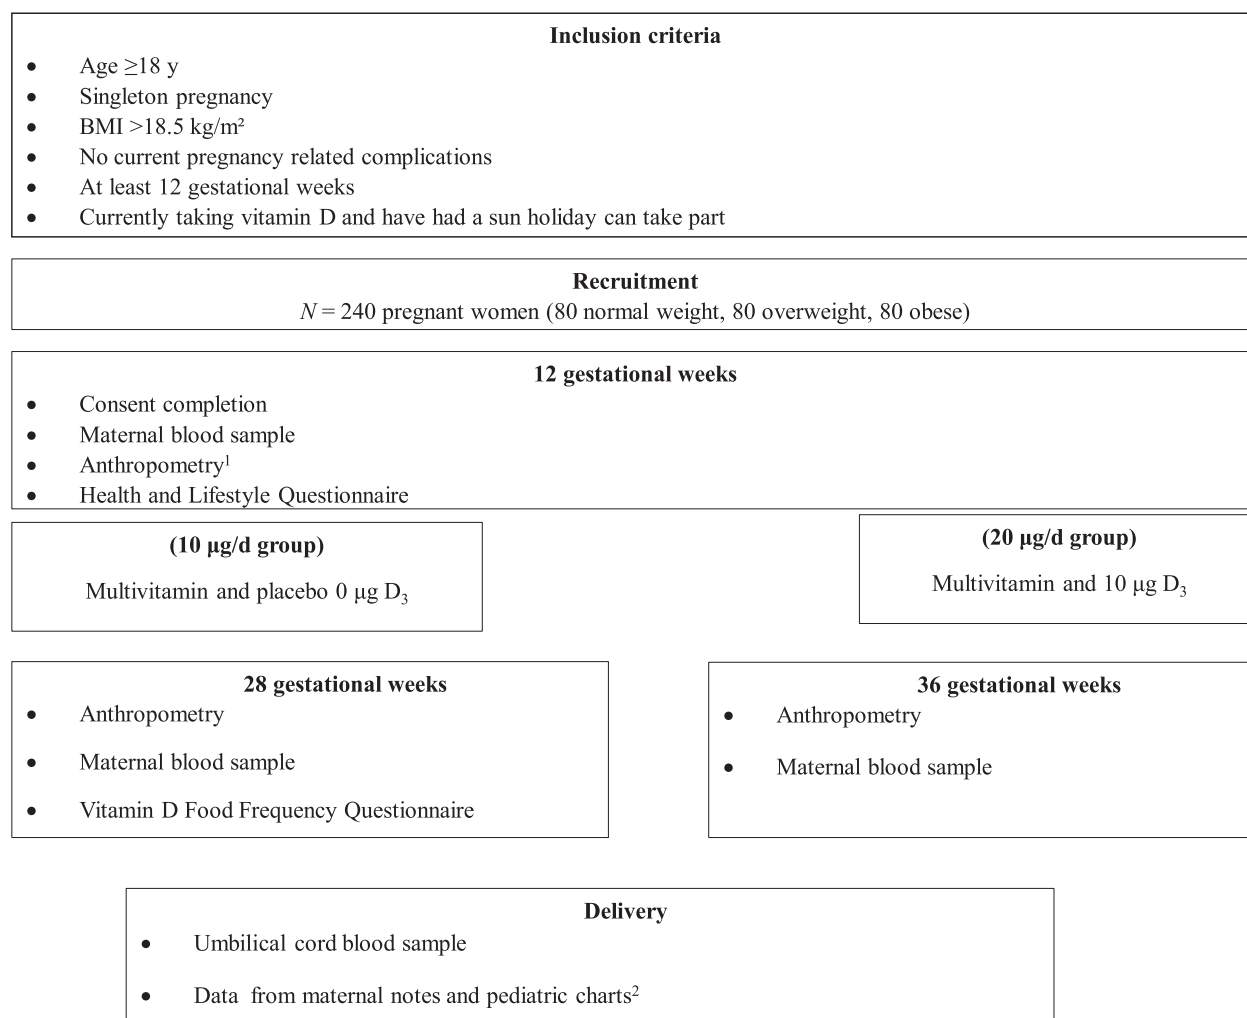 Inclusion criteria
• Age ≥18 y
• Singleton pregnancy
• BMI >18.5 kg/m²
• No current pregnancy related complications
• At least 12 gestational weeks
• Currently taking vitamin D and have had a sun holiday can take part
Recruitment
N = 240 pregnant women (80 normal weight, 80 overweight, 80 obese)
12 gestational weeks
• Consent completion
• Maternal blood sample
• Anthropometry¹
• Health and Lifestyle Questionnaire
(10 µg/d group)
Multivitamin and placebo 0 µg D₃
(20 µg/d group)
Multivitamin and 10 µg D₃
28 gestational weeks
• Anthropometry
• Maternal blood sample
• Vitamin D Food Frequency Questionnaire
36 gestational weeks
• Anthropometry
• Maternal blood sample
Delivery
• Umbilical cord blood sample
• Data from maternal notes and pediatric charts²